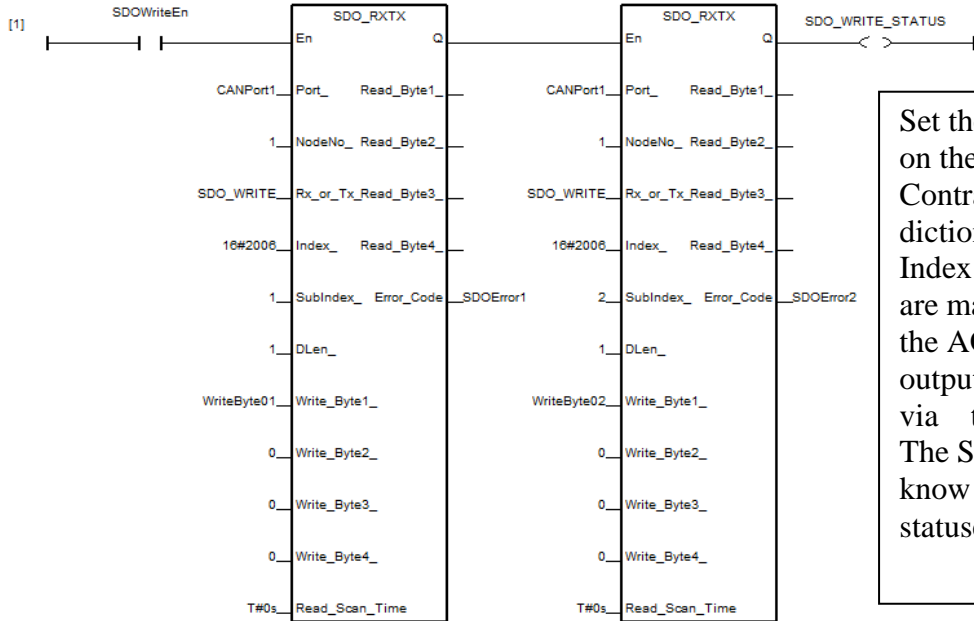 [1]
SDOWriteEn
SDO_RXTX
SDO_RXTX
SDO_WRITE_STATUS
En Q
En Q
CANPort1 Port_ Read_Byte1_
CANPort1 Port_ Read_Byte1_
1 NodeNo_ Read_Byte2_
1 NodeNo_ Read_Byte2_
SDO_WRITE Rx_or_Tx_ Read_Byte3_
SDO_WRITE Rx_or_Tx_ Read_Byte3_
16#2006 Index_ Read_Byte4_
16#2006 Index_ Read_Byte4_
1 SubIndex_ Error_Code SDOError1
2 SubIndex_ Error_Code SDOError2
1 DLen_
1 DLen_
WriteByte01 Write_Byte1_
WriteByte02 Write_Byte1_
0 Write_Byte2_
0 Write_Byte2_
0 Write_Byte3_
0 Write_Byte3_
0 Write_Byte4_
0 Write_Byte4_
T#0s Read_Scan_Time
T#0s Read_Scan_Time
Set th
on the
Contra
diction
Index
are ma
the A
output
via t
The S
know
status